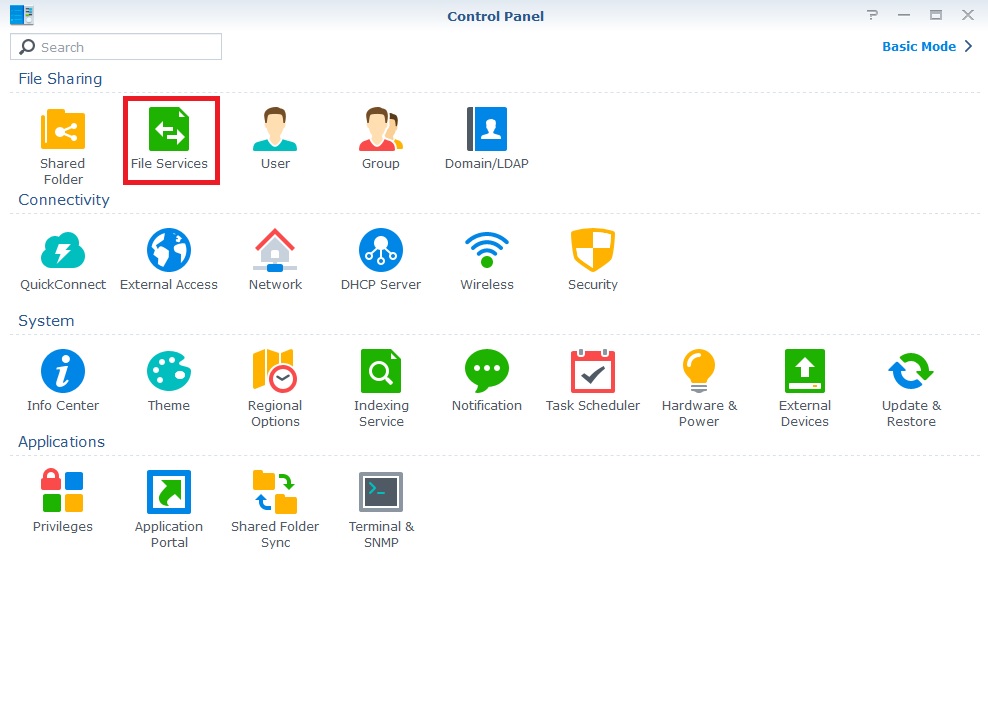 Control Panel
Search
Basic Mode
File Sharing
Shared
Folder
File Services
User
Group
Domain/LDAP
Connectivity
QuickConnect
External Access
Network
DHCP Server
Wireless
Security
System
Info Center
Theme
Regional
Options
Indexing
Service
Notification
Task Scheduler
Hardware &
Power
External
Devices
Update &
Restore
Applications
Privileges
Application
Portal
Shared Folder
Sync
Terminal &
SNMP